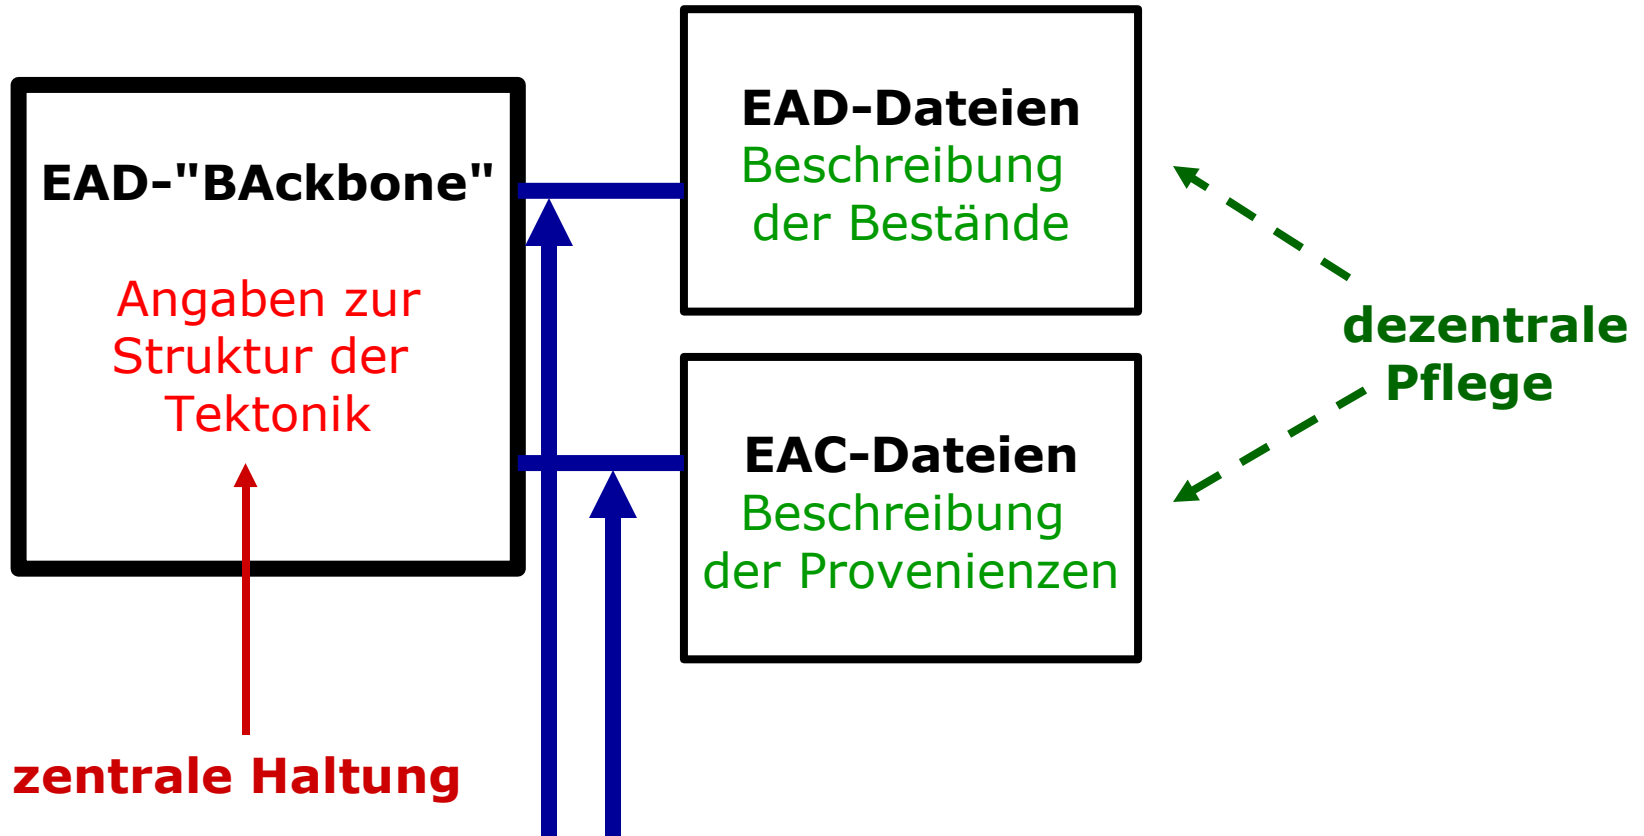 EAD-"BAckbone"
Angaben zur
Struktur der
Tektonik
EAD-Dateien
Beschreibung
der Bestände
EAC-Dateien
Beschreibung
der Provenienzen
dezentrale
Pflege
zentrale Haltung